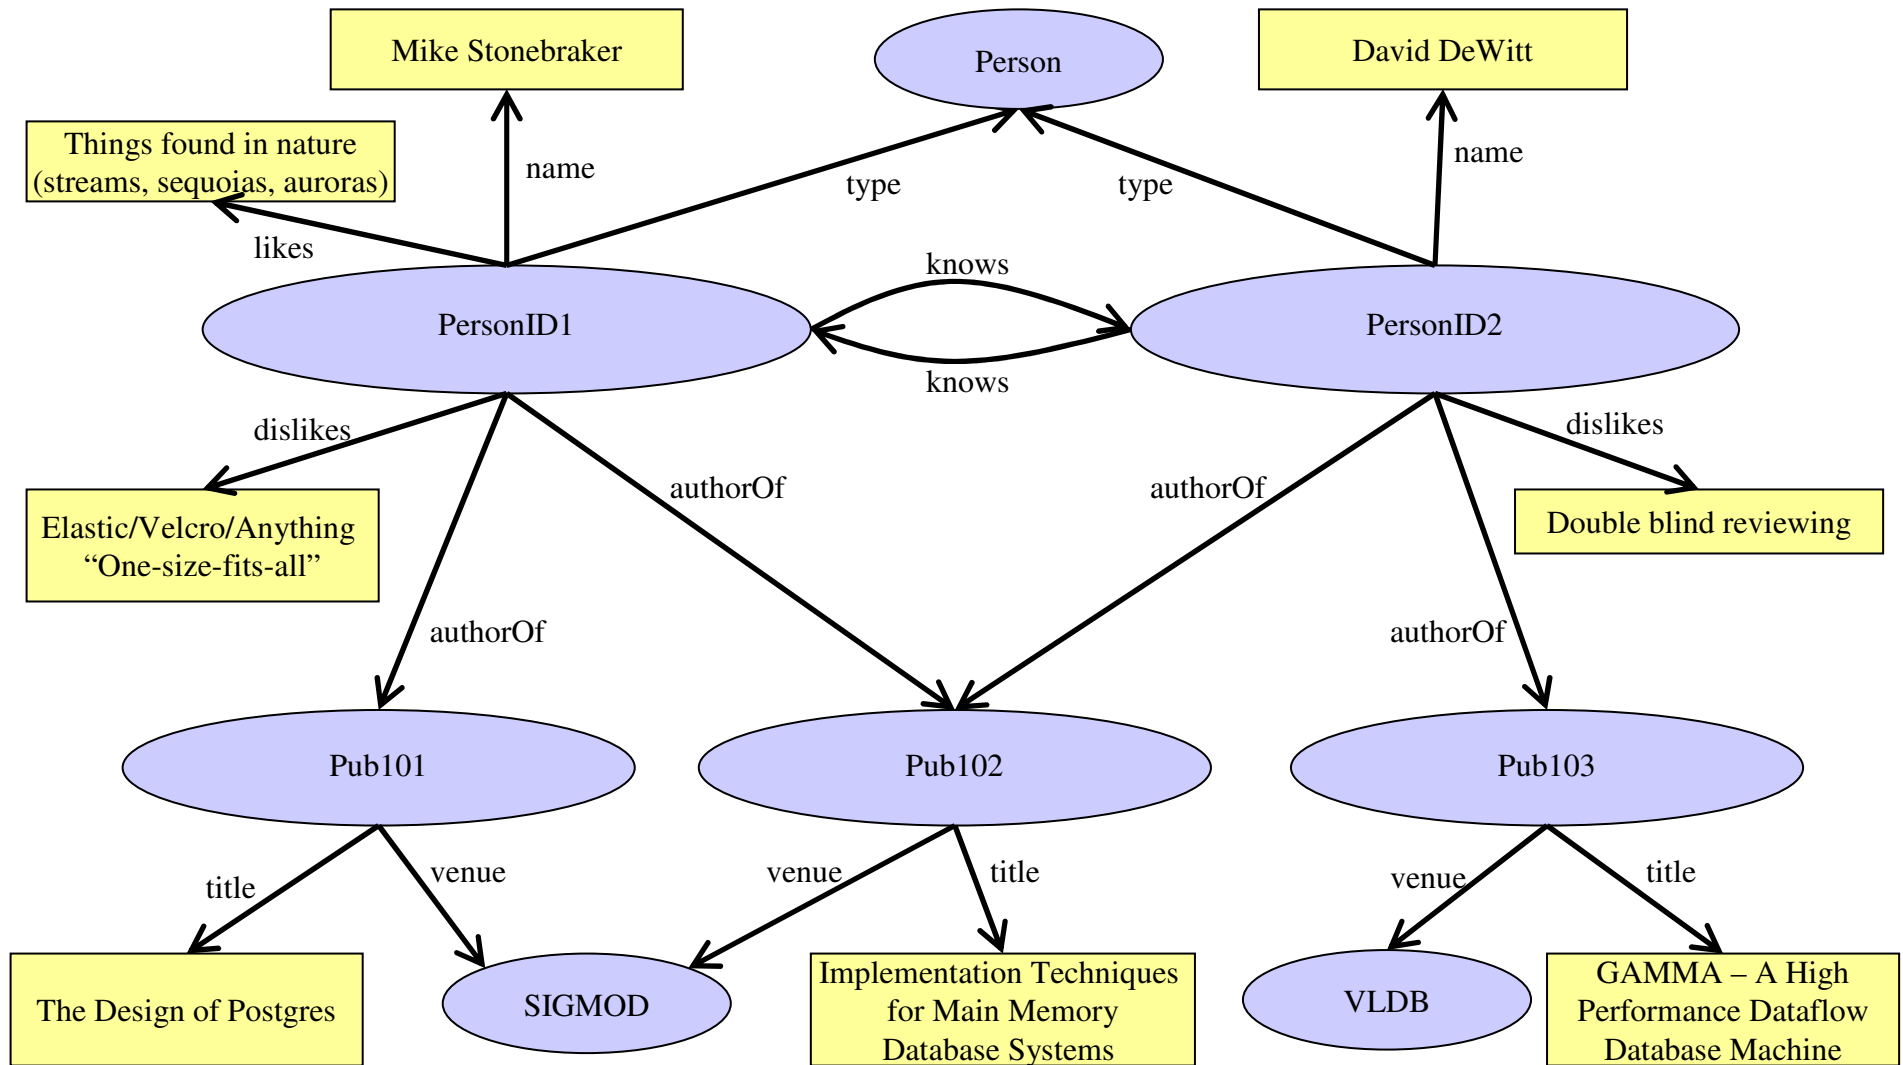 Mike Stonebraker
Person
David DeWitt
Things found in nature
(streams, sequoias, auroras)
name
type
type
name
likes
knows
PersonID1
PersonID2
knows
dislikes
dislikes
authorOf
authorOf
Elastic/Velcro/Anything
“One-size-fits-all”
Double blind reviewing
authorOf
authorOf
Pub101
Pub102
Pub103
title
venue
venue
title
venue
title
The Design of Postgres
SIGMOD
Implementation Techniques
for Main Memory
Database Systems
VLDB
GAMMA – A High
Performance Dataflow
Database Machine